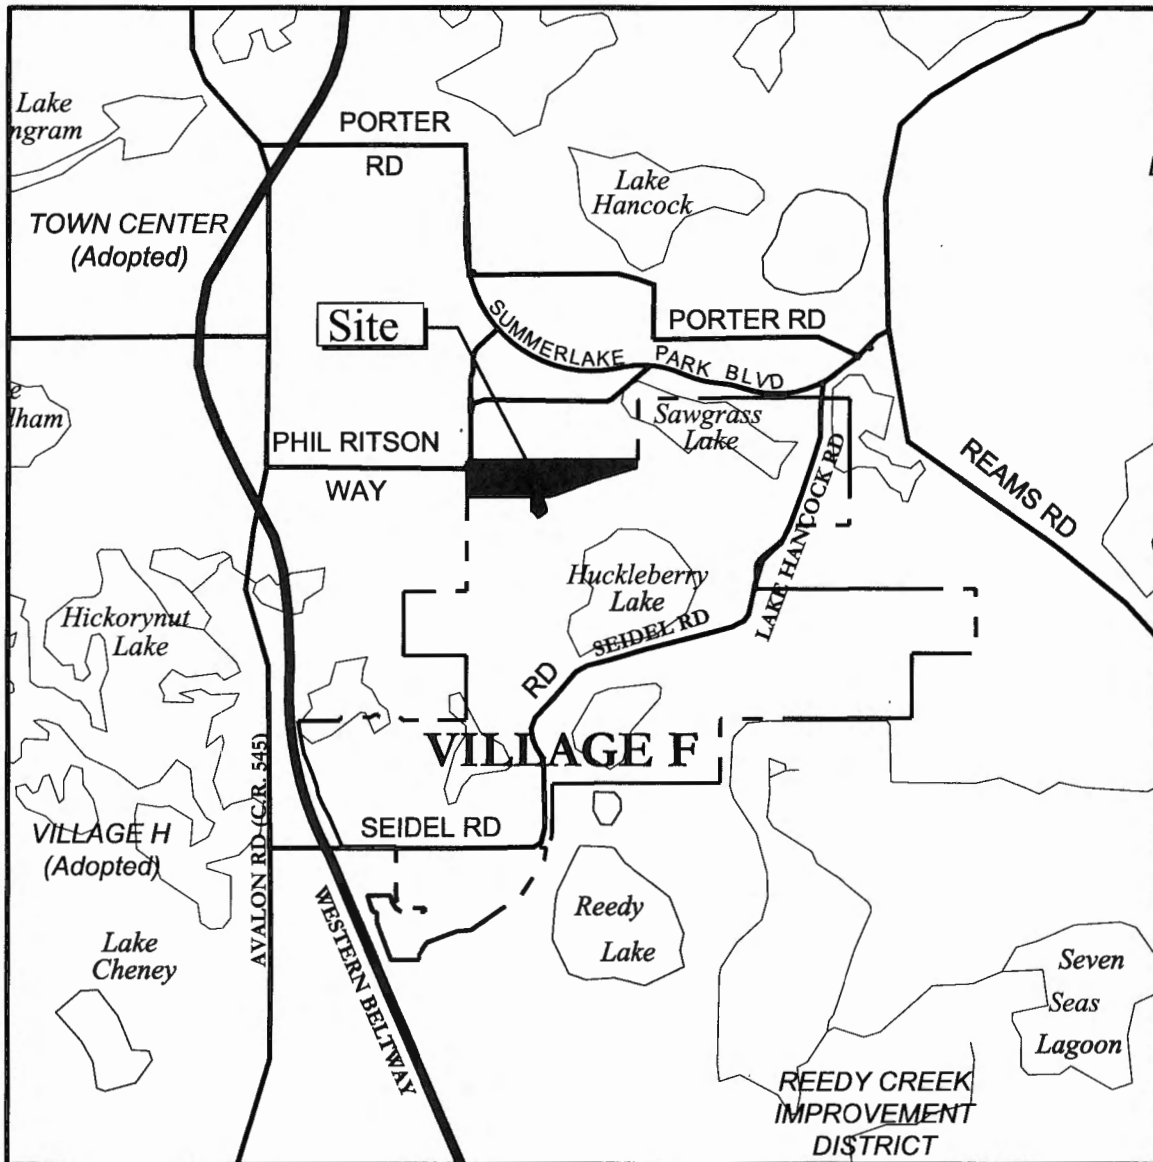 PORTER
RD
Lake
ngram
Lake
Hancock
TOWN CENTER
(Adopted)
Site
SUMMERLAKE PARK BLVD
PORTER RD
lham
Sawgrass
Lake
PHIL RITSON
WAY
LAKE HANCOCK RD
REAMS RD
Huckleberry
Lake
Hickorynut
Lake
SEIDEL RD
RD
VILLAGE F
AVALON RD (C/R. 545)
SEIDEL RD
VILLAGE H
(Adopted)
WESTERN BELTWAY
Reedy
Lake
Lake
Cheney
Seven
Seas
Lagoon
REEDY CREEK
IMPROVEMENT
DISTRICT